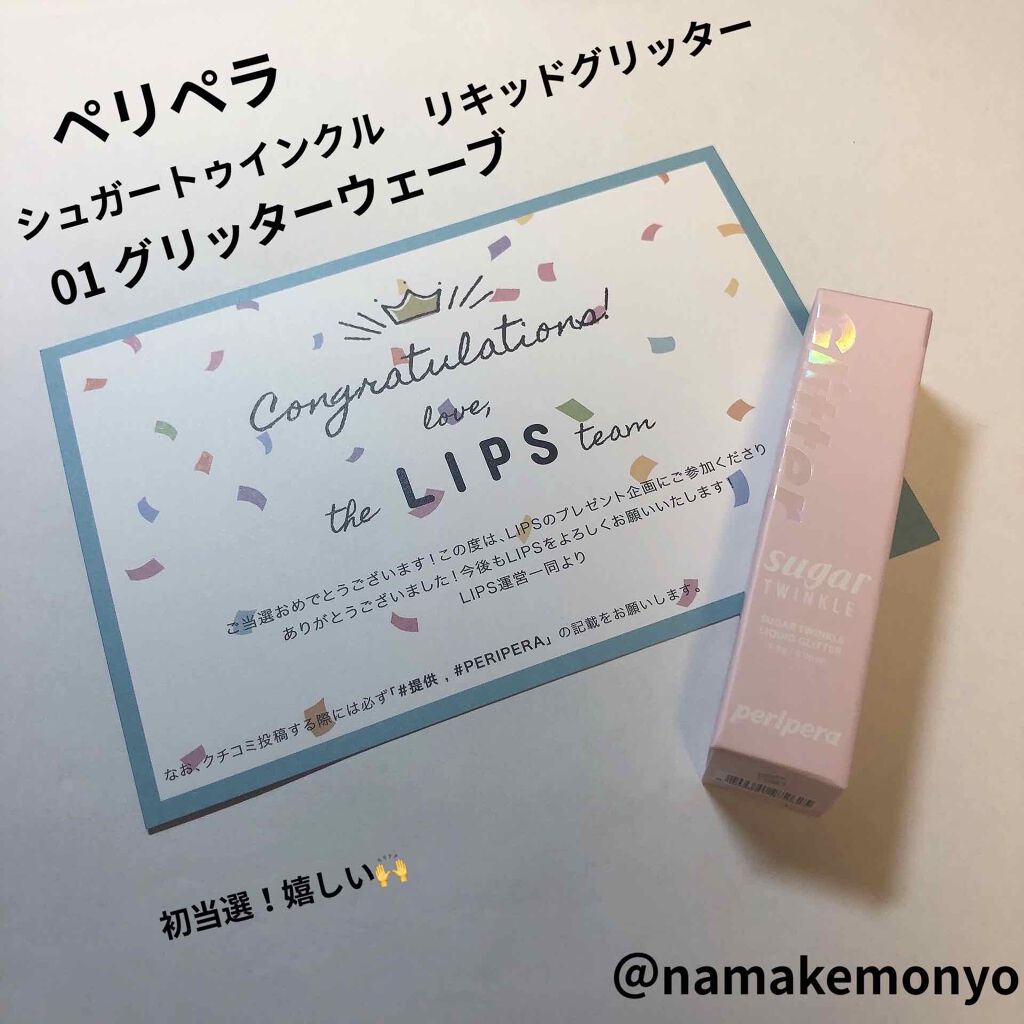 ペリペラ
シュガートゥインクル　リキッドグリッター
01 グリッターウェーブ
Congratulations!
love,
the LIPS team
ご当選おめでとうございます！この度は、LIPSのプレゼント企画にご参加くださり
ありがとうございました！今後もLIPSをよろしくお願いいたします！
LIPS運営一同より
なお、クチコミ投稿する際には必ず「#提供 , #PERIPERA」の記載をお願いします。
Glitter
sugar
TWINKLE
SUGAR TWINKLE
LIQUID GLITTER
peripera
初当選！嬉しい🙌
@namakemonyo